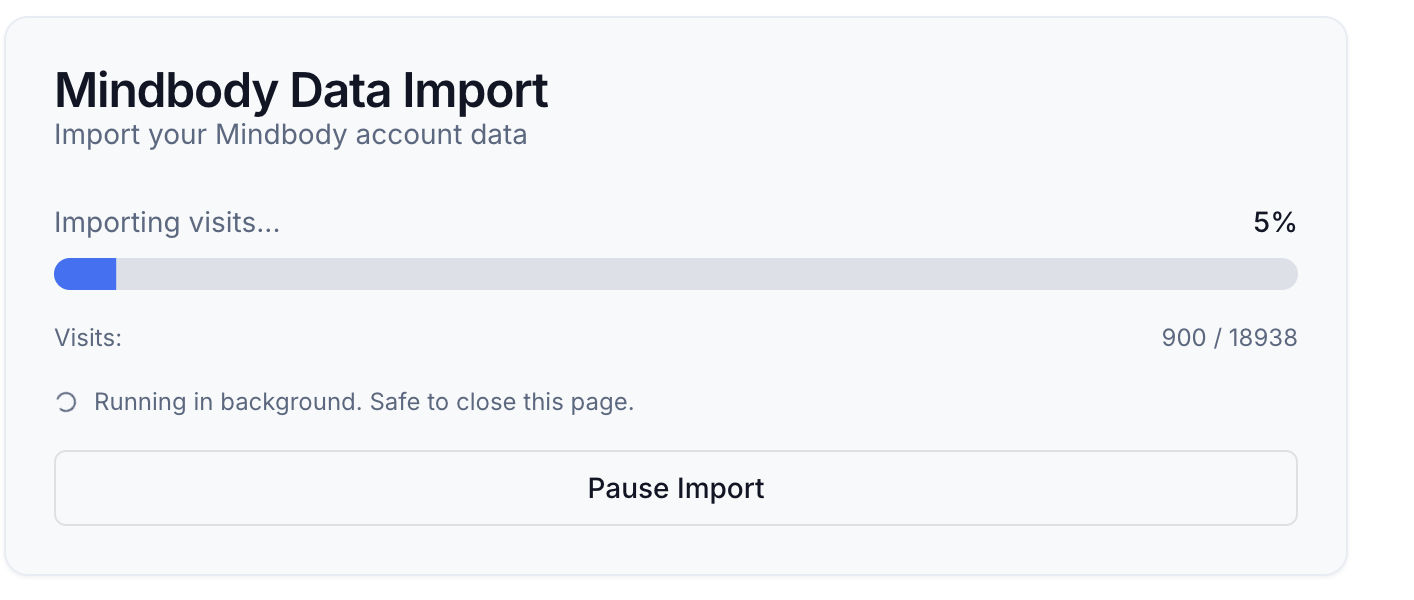 Mindbody Data Import
Import your Mindbody account data
Importing visits...
5%
Visits:
900 / 18938
Running in background. Safe to close this page.
Pause Import